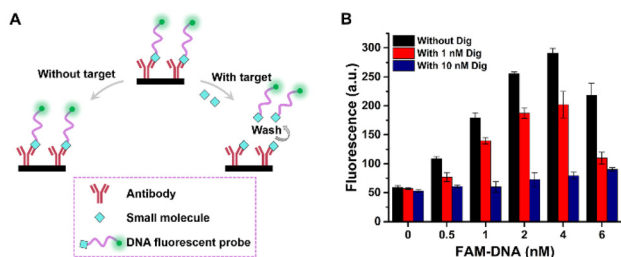 A
Without target
With target
Wash
Antibody
Small molecule
DNA fluorescent probe
B
Without Dig
With 1 nM Dig
With 10 nM Dig
Fluorescence (a.u.)
300
250
200
150
100
50
0
0 0.5 1 2 4 6
FAM-DNA (nM)